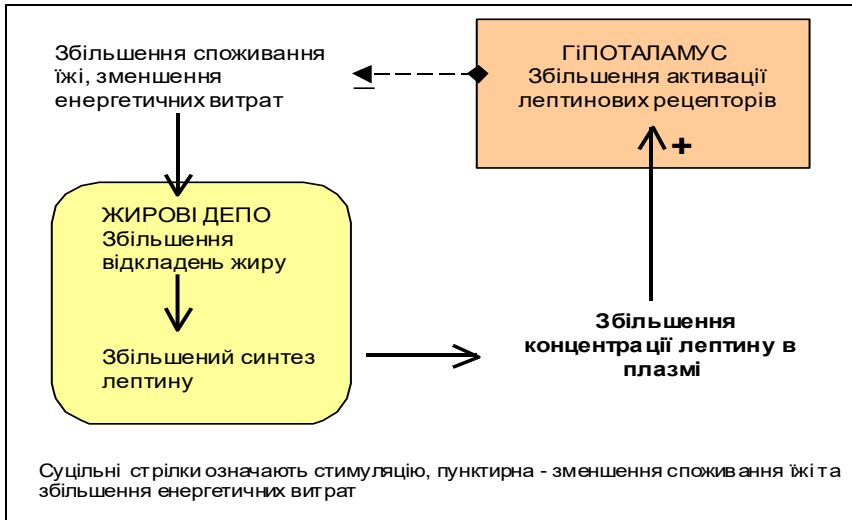 Збільшення споживання
їжі, зменшення
енергетичних витрат
ГіПОТАЛАМУС
Збільшення активації
лептинових рецепторів
–
+
ЖИРОВІ ДЕПО
Збільшення
відкладень жиру
Збільшений синтез
лептину
Збільшення
концентрації лептину в
плазмі
Суцільні стрілки означають стимуляцію, пунктирна - зменшення споживання їжі та
збільшення енергетичних витрат